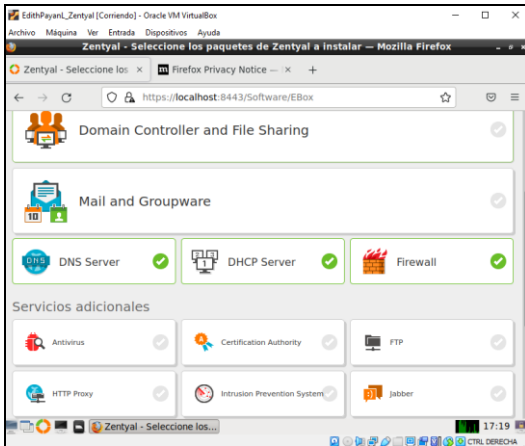 EdithPayanL_Zentyal [Corriendo] - Oracle VM VirtualBox
Archivo Máquina Ver Entrada Dispositivos Ayuda
Zentyal - Seleccione los paquetes de Zentyal a instalar — Mozilla Firefox
Zentyal - Seleccione los
Firefox Privacy Notice —
https://localhost:8443/Software/EBox
Domain Controller and File Sharing
10
Mail and Groupware
DNS
DNS Server
1
DHCP Server
Firewall
Servicios adicionales
Antivirus
Certification Authority
FTP
HTTP Proxy
Intrusion Prevention System
Jabber
Zentyal - Seleccione los...
17:19
CTRL DERECHA